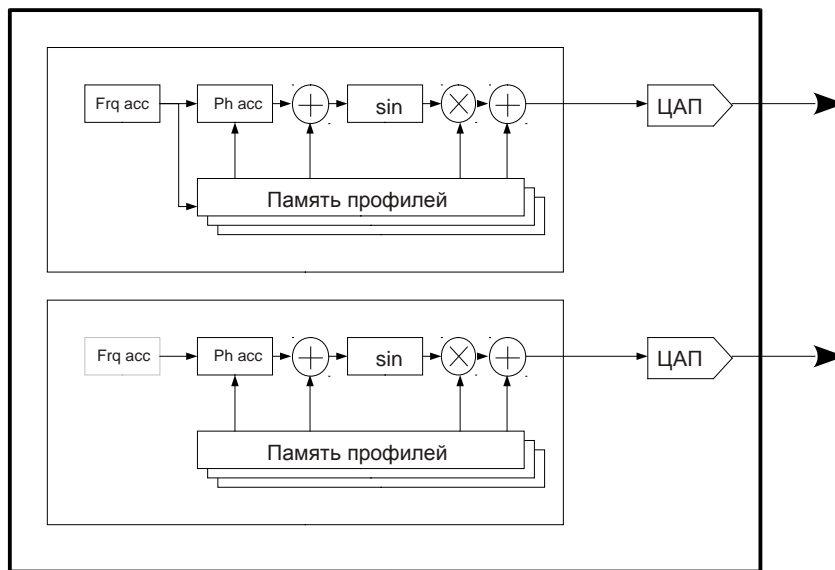 Frq acc
Ph acc
sin
ЦАП
Память профилей
Frq acc
Ph acc
sin
ЦАП
Память профилей